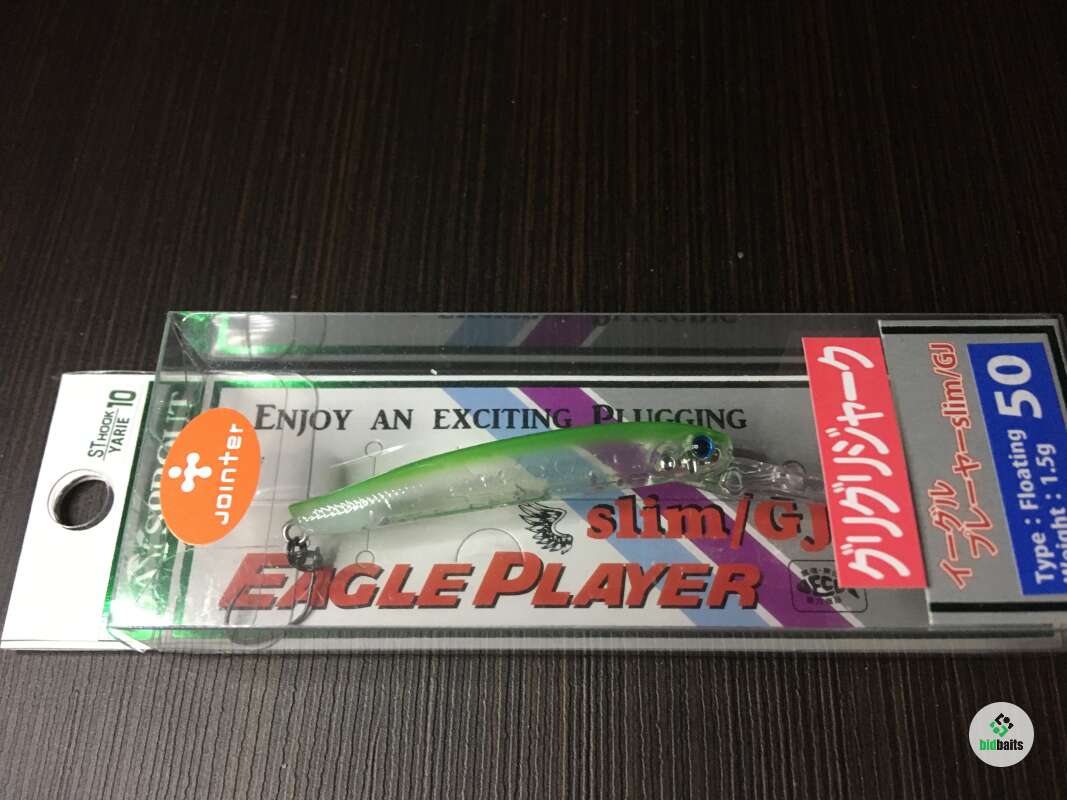 ST HOOK 10
YARIE
Jointer
ENJOY AN EXCITING PLUGGING
slim/GJ
EAGLE PLAYER
グリグリジャーク
イーグル
プレーヤーslim/GJ
Type : Floating
Weight : 1.5g
50
bidbaits